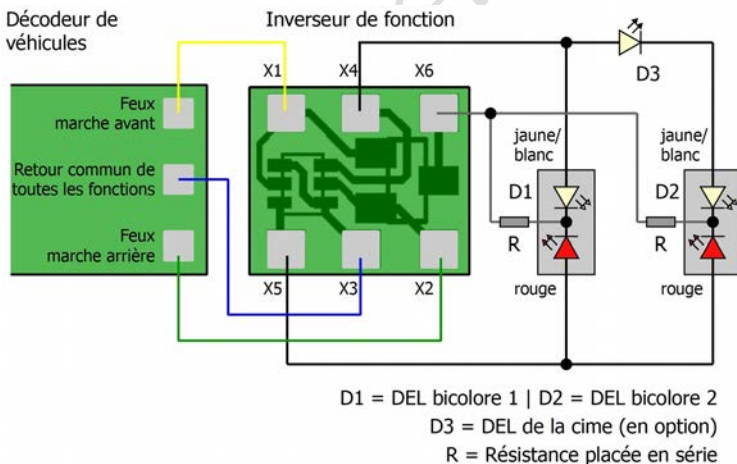 Décodeur de
véhicules
Inverseur de fonction
Feux
marche avant
Retour commun de
toutes les fonctions
Feux
marche arrière
X1
X4
X6
X5
X3
X2
D3
jaune/
blanc
D1
R
rouge
jaune/
blanc
D2
R
rouge
D1 = DEL bicolore 1 | D2 = DEL bicolore 2
D3 = DEL de la cime (en option)
R = Résistance placée en série